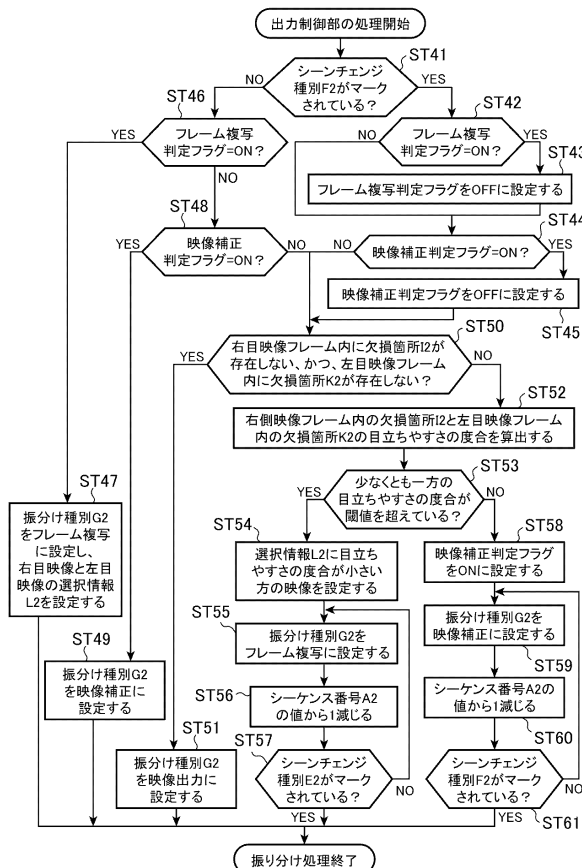 出力制御部の処理開始
ST41
シーンチェンジ
種別F2がマーク
されている?
NO
YES
ST46
フレーム複写
判定フラグ=ON?
YES
NO
ST42
フレーム複写
判定フラグ=ON?
NO
YES
ST43
フレーム複写判定フラグをOFFに設定する
ST48
映像補正
判定フラグ=ON?
YES
NO
ST44
映像補正判定フラグ=ON?
NO
YES
映像補正判定フラグをOFFに設定する
ST45
ST50
右目映像フレーム内に欠損箇所I2が
存在しない、かつ、左目映像フレーム
内に欠損箇所K2が存在しない?
YES
NO
ST52
右側映像フレーム内の欠損箇所I2と左目映像フレーム
内の欠損箇所K2の目立ちやすさの度合を算出する
ST53
少なくとも一方の
目立ちやすさの度合が
閾値を超えている?
YES
NO
ST47
振分け種別G2
をフレーム複写
に設定し、
右目映像と左目
映像の選択情報
L2を設定する
ST49
振分け種別G2
を映像補正に
設定する
ST51
振分け種別G2
を映像出力に
設定する
ST54
選択情報L2に目立ち
やすさの度合が小さい
方の映像を設定する
ST55
振分け種別G2を
フレーム複写に設定する
ST56
シーケンス番号A2
の値から1減じる
ST57
シーンチェンジ
種別E2がマーク
されている?
NO
YES
ST58
映像補正判定フラグ
をONに設定する
振分け種別G2を
映像補正に設定する
ST59
シーケンス番号A2の
値から1減じる
ST60
シーンチェンジ
種別F2がマーク
されている?
NO
YES
ST61
振り分け処理終了